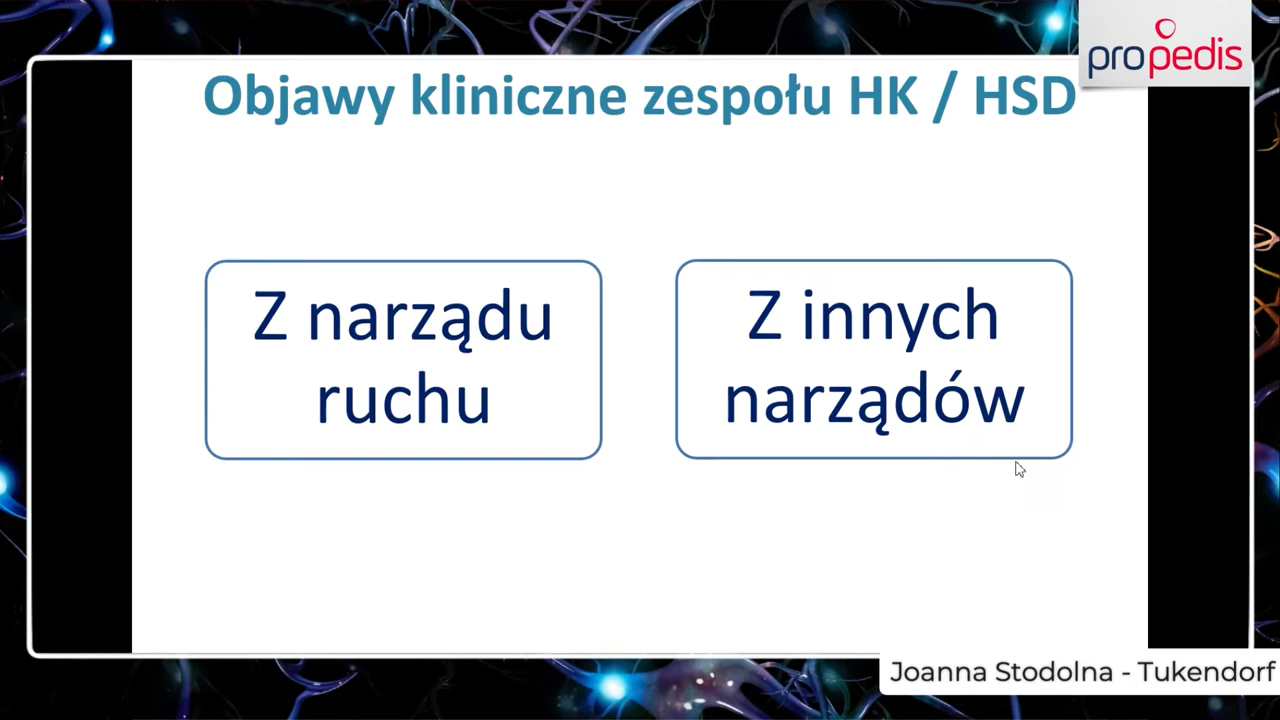 propedis
Objawy kliniczne zespołu HK / HSD
Z narządu
ruchu
Z innych
narządów
Joanna Stodolna - Tukendorf